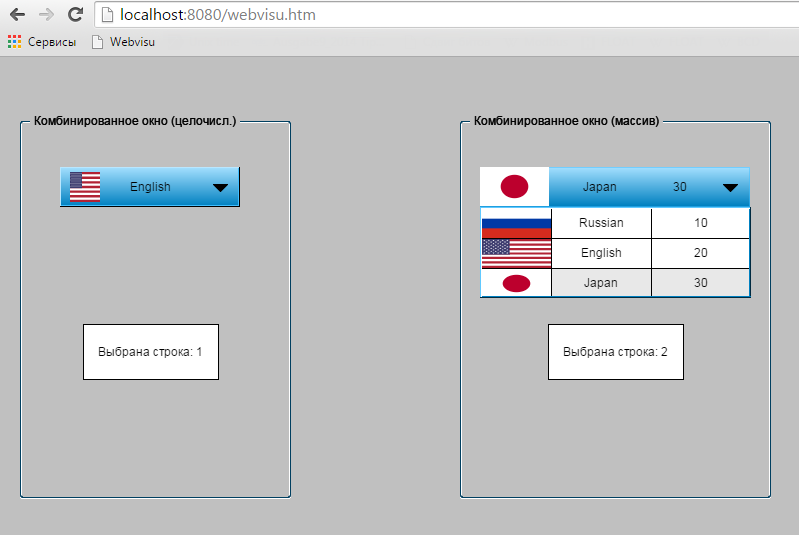 localhost:8080/webvisu.htm
Сервисы Webvisu
Комбинированное окно (целочисл.)
English
Выбрана строка: 1
Комбинированное окно (массив)
Japan 30
Russian 10
English 20
Japan 30
Выбрана строка: 2